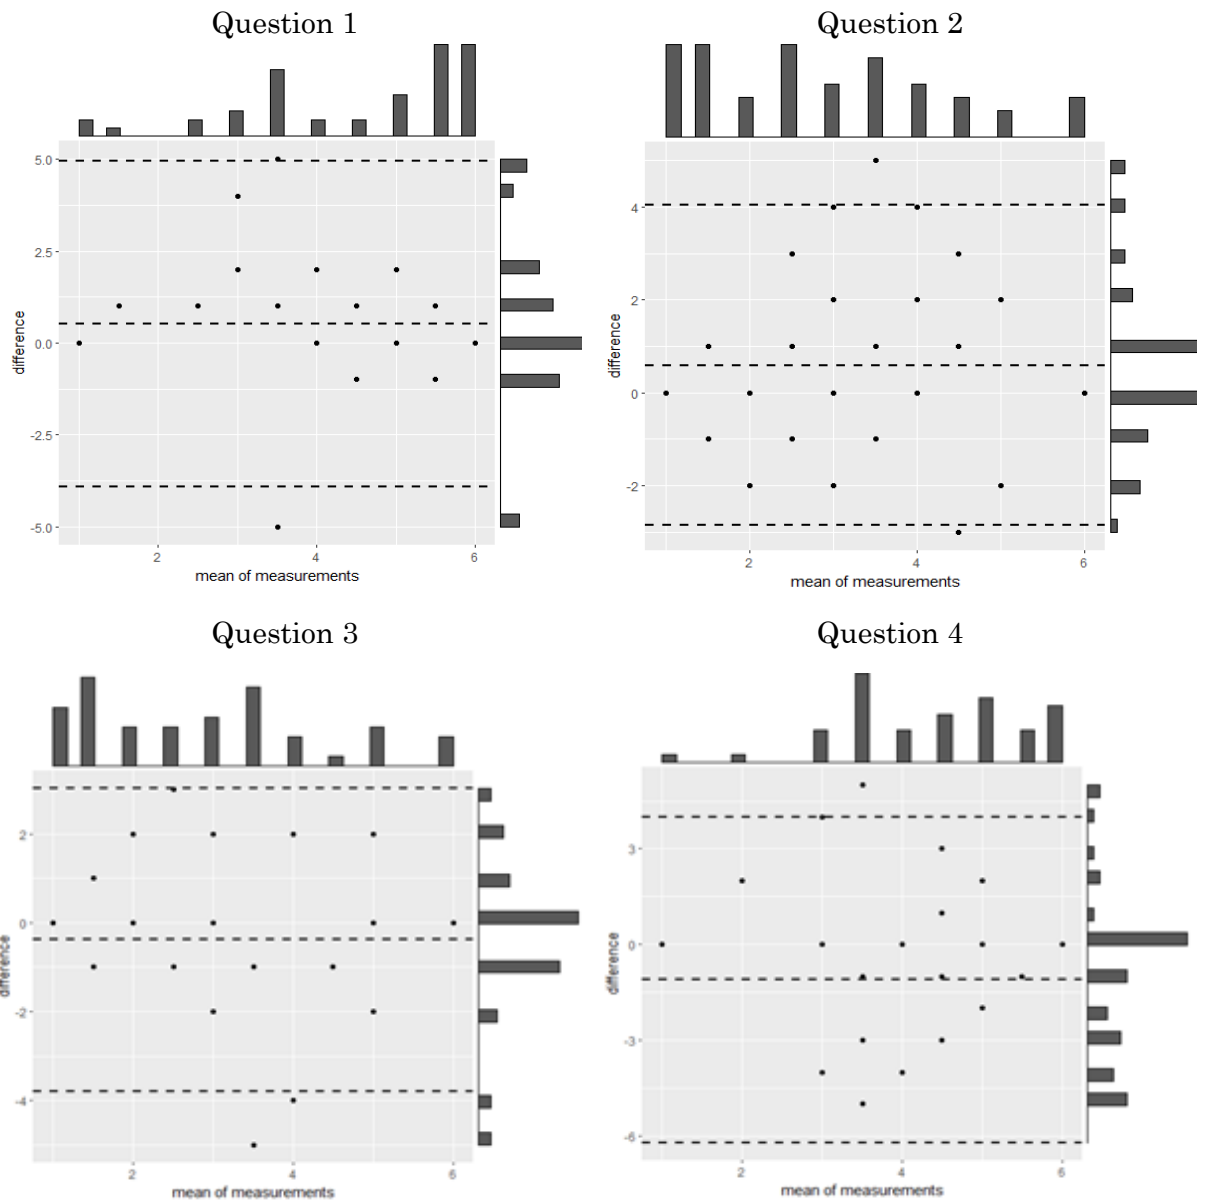 Question 1
Question 2
5.0
2.5
0.0
-2.5
-5.0
difference
2
4
6
mean of measurements
4
2
0
-2
difference
2
4
6
mean of measurements
Question 3
Question 4
2
0
-2
-4
difference
2
4
6
mean of measurements
3
0
-3
-6
difference
2
4
6
mean of measurements